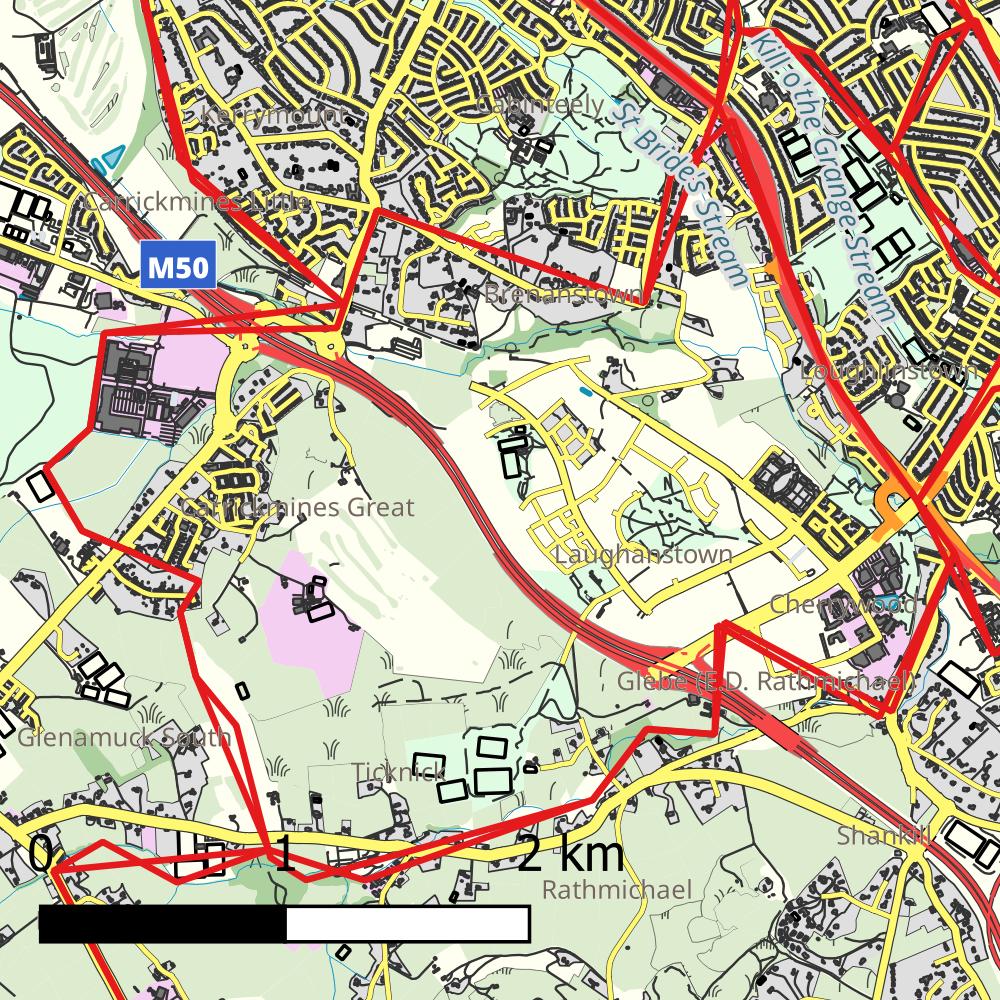 Kerrymount
Cabinteely
Kill-o'the-Grange-Stream
St Bride's Stream
Carrickmines Little
M50
Brenanstown
Loughlinstown
Carrickmines Great
Laughanstown
Cherrywood
Glebe (E.D. Rathmichael)
Glenamuck South
Ticknick
Shankill
0 1 2 km
Rathmichael